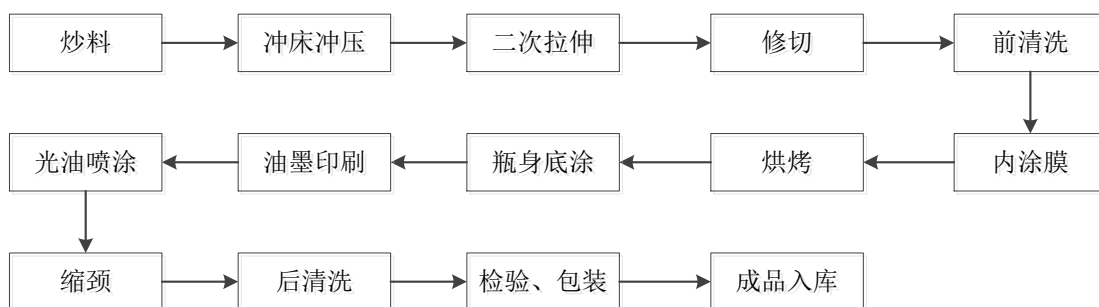 炒料 冲床冲压 二次拉伸 修切 前清洗
光油喷涂 油墨印刷 瓶身底涂 烘烤 内涂膜
缩颈 后清洗 检验、包装 成品入库